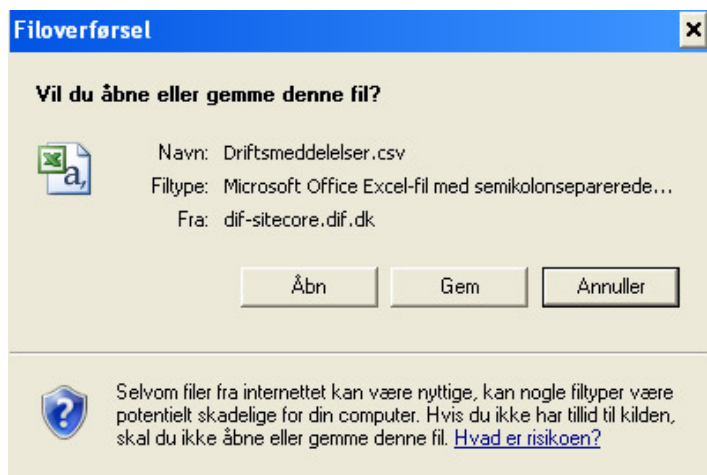 Filoverførsel
Vil du åbne eller gemme denne fil?
Navn: Driftsmeddelelser.csv
Filtype: Microsoft Office Excel-fil med semikolonseparerede...
Fra: dif-sitecore.dif.dk
Åbn Gem Annuller
Selvom filer fra internettet kan være nyttige, kan nogle filtyper være
potentielt skadelige for din computer. Hvis du ikke har tillid til kilden,
skal du ikke åbne eller gemme denne fil. Hvad er risikoen?